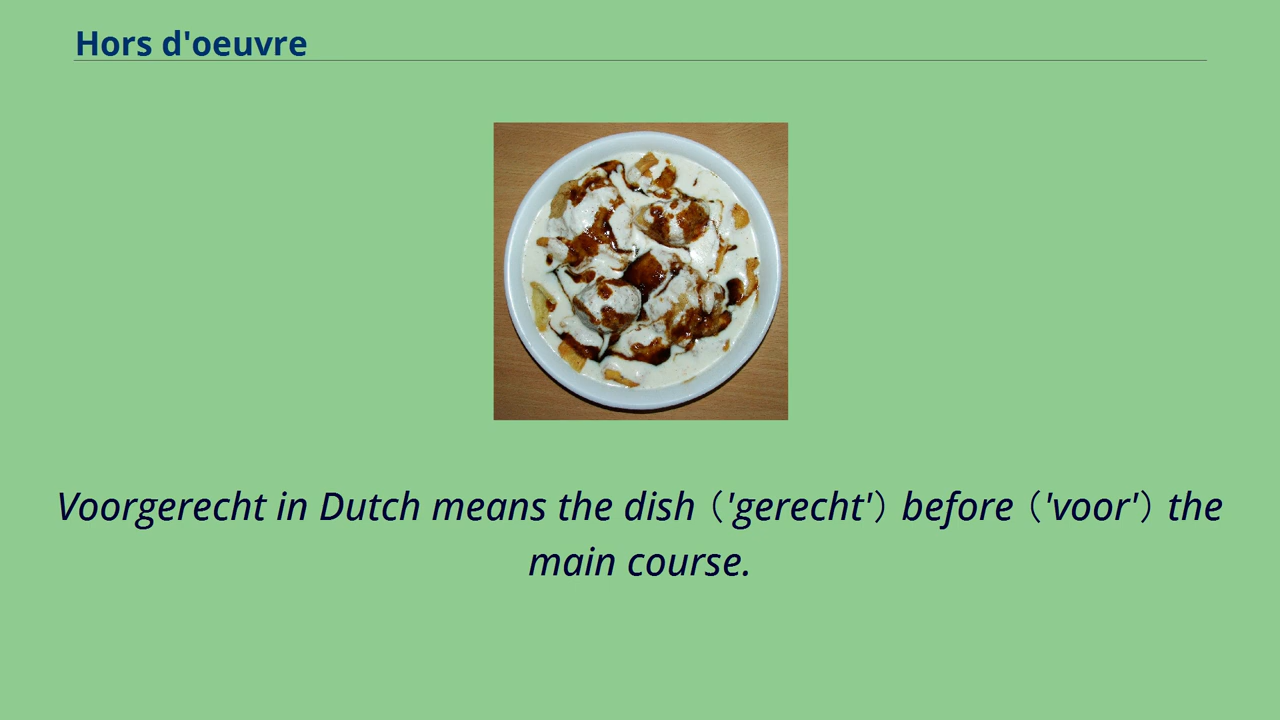 Hors d'oeuvre
Voorgerecht in Dutch means the dish （'gerecht'） before （'voor'） the
main course.